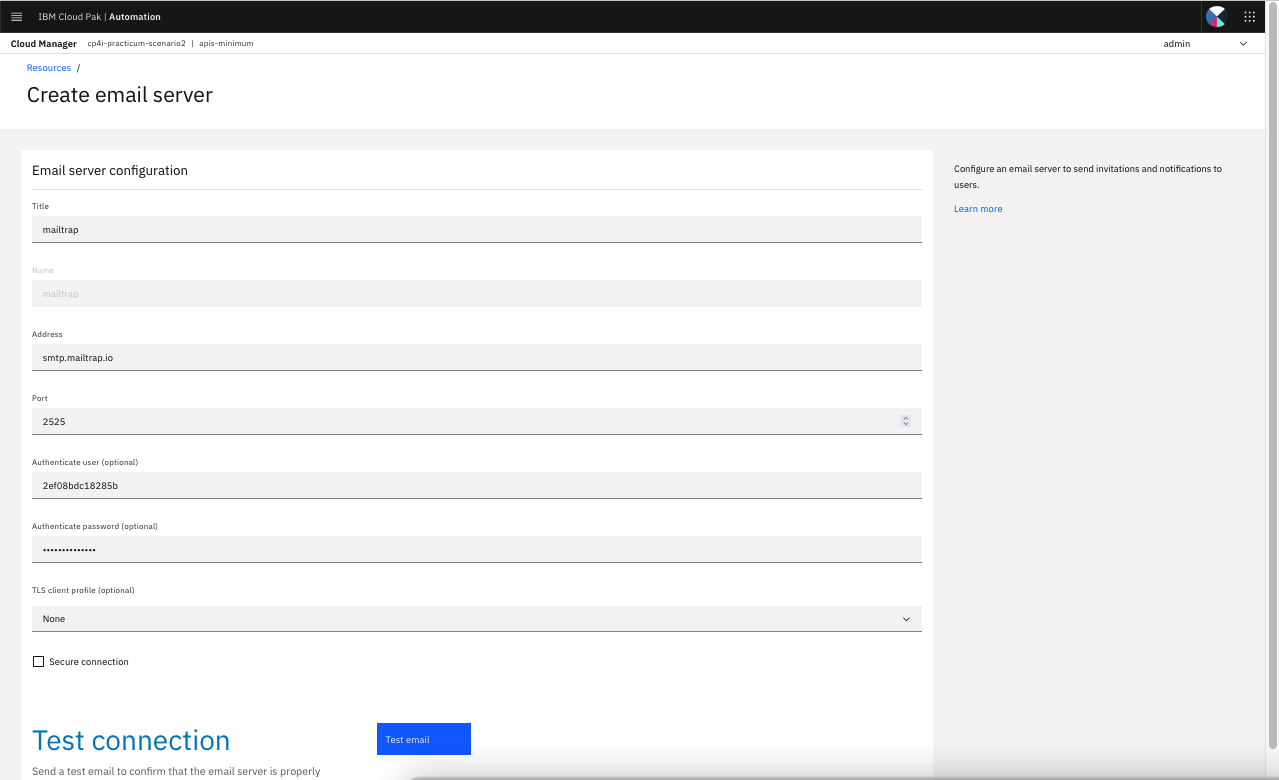 IBM Cloud Pak | Automation
Cloud Manager cp4i-practicum-scenario2 | apis-minimum admin
Resources /
Create email server
Email server configuration
Configure an email server to send invitations and notifications to
users.
Learn more
Title
mailtrap
Name
mailtrap
Address
smtp.mailtrap.io
Port
2525
Authenticate user (optional)
2ef08bdc18285b
Authenticate password (optional)
••••••••••••••
TLS client profile (optional)
None
Secure connection
Test connection
Test email
Send a test email to confirm that the email server is properly